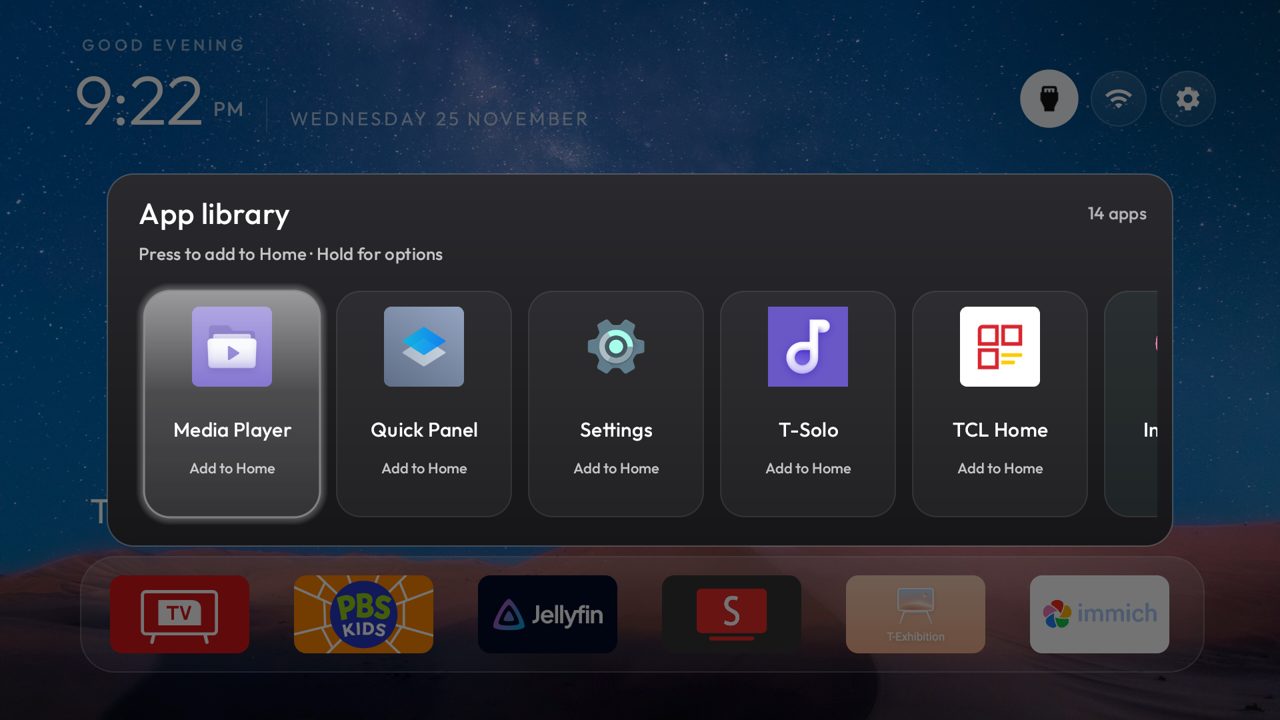 GOOD EVENING
9:22 PM
WEDNESDAY 25 NOVEMBER
App library
14 apps
Press to add to Home · Hold for options
Media Player
Quick Panel
Settings
T-Solo
TCL Home
In
Add to Home
Add to Home
Add to Home
Add to Home
Add to Home
T
TV
PBS KIDS
Jellyfin
S
T-Exhibition
immich